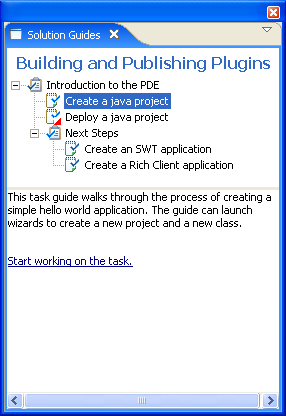 Solution Guides
Building and Publishing Plugins
Introduction to the PDE
Create a java project
Deploy a java project
Next Steps
Create an SWT application
Create a Rich Client application
This task guide walks through the process of creating a
simple hello world application. The guide can launch
wizards to create a new project and a new class.
Start working on the task.